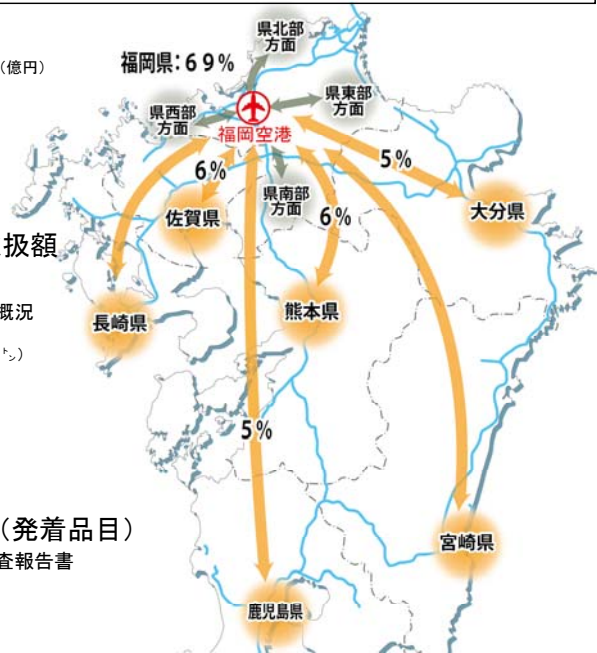 県北部
方面
（億円）
福岡県：６９％
県東部
方面
県西部
方面
福岡空港
5%
6%
県南部
方面
6%
佐賀県
大分県
扱額
概況
長崎県
熊本県
ﾄﾝ）
5%
（発着品目）
査報告書
宮崎県
鹿児島県